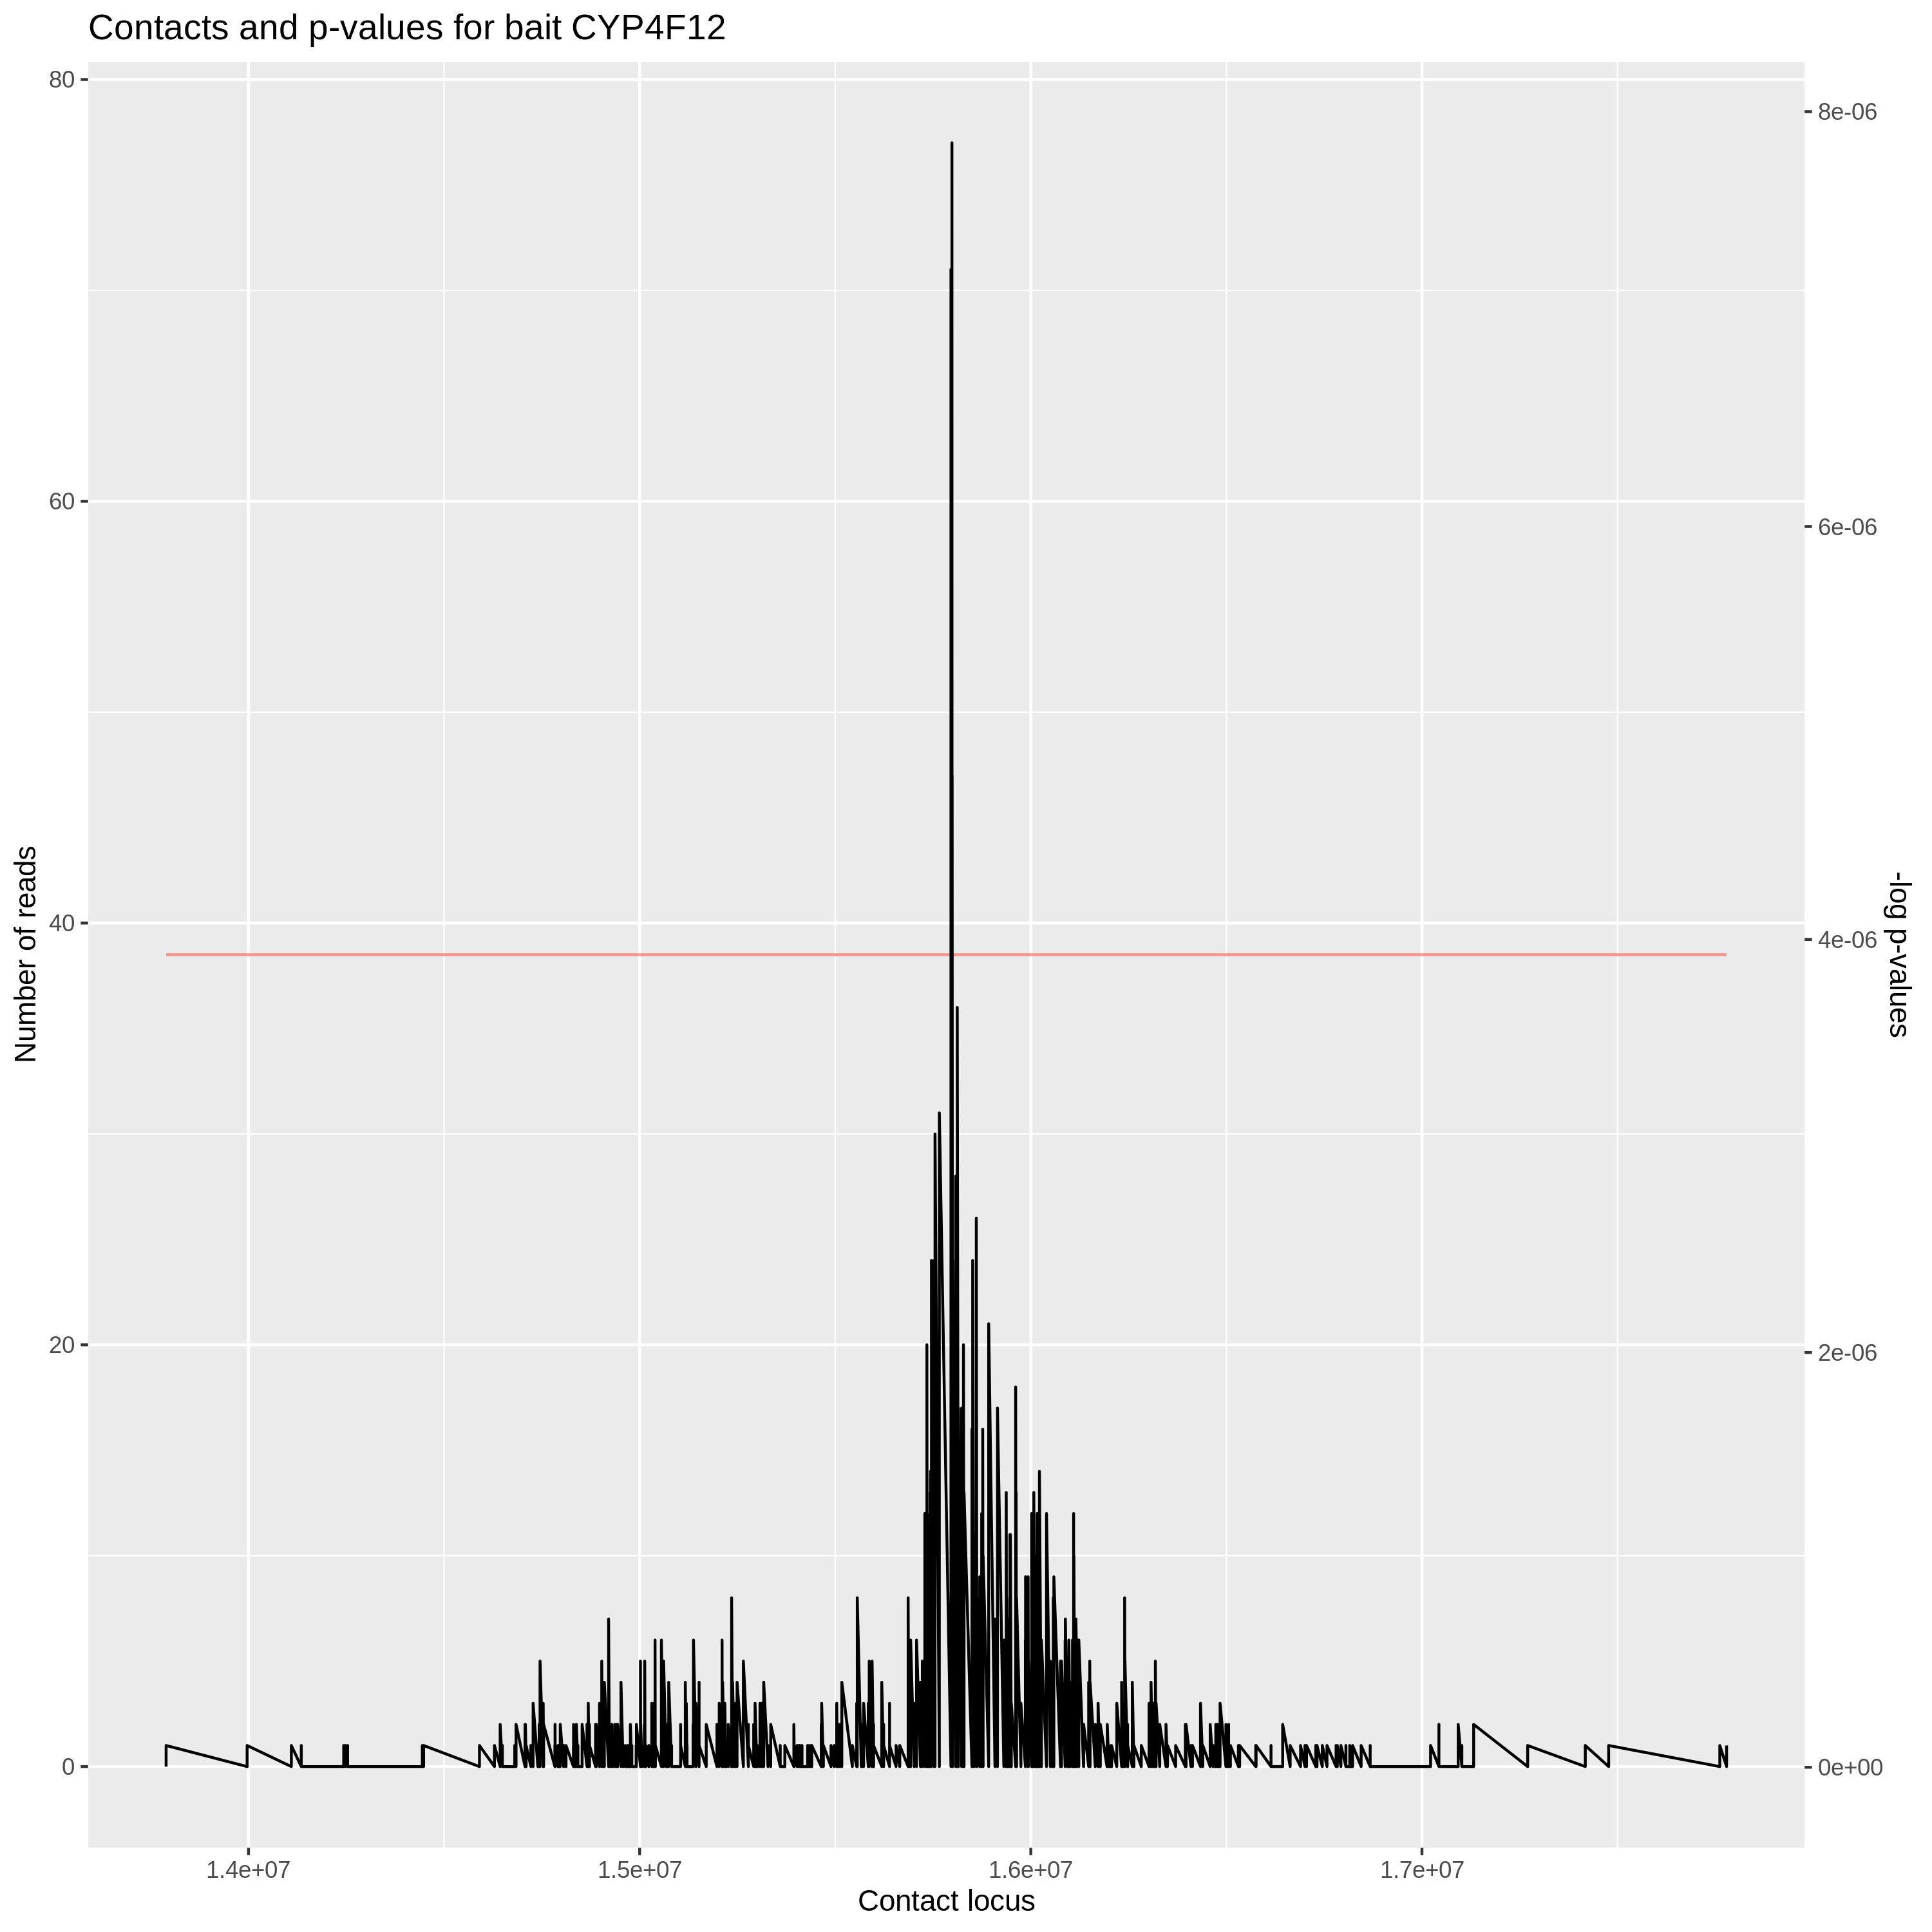 Contacts and p-values for bait CYP4F12
80
60
40
20
0
Number of reads
8e-06
6e-06
4e-06
2e-06
0e+00
-log p-values
1.4e+07
1.5e+07
1.6e+07
1.7e+07
Contact locus